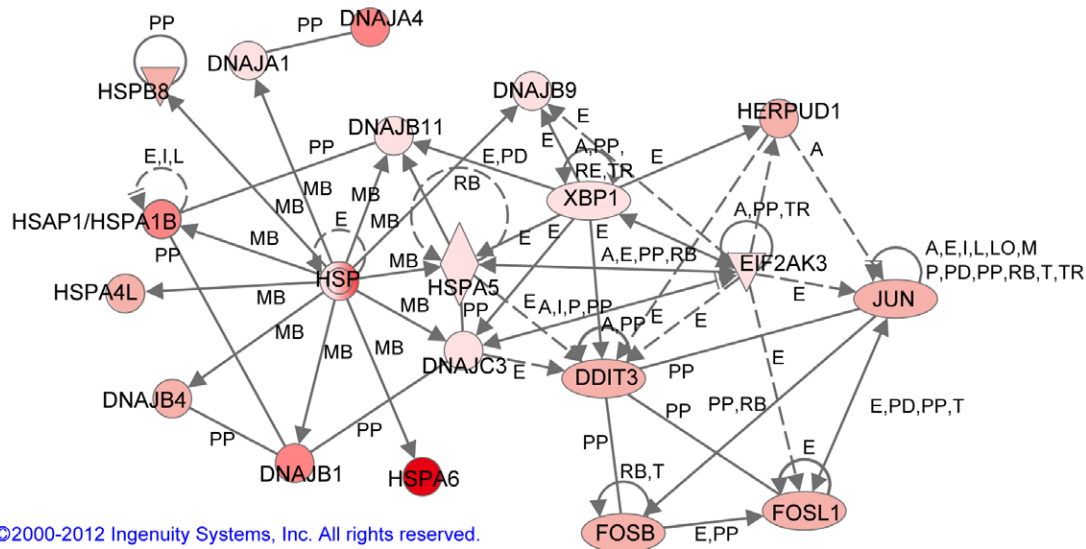 PP
PP
DNAJA4
DNAJA1
HSPB8
DNAJB9
HERPUD1
DNAJB11
E
PP
E
A,PP,
RE,TR
E,PD
E
A
E,I,L
MB
MB
MB
RB
XBP1
HSAP1/HSPA1B
MB
E
A,PP,TR
E
E
A,E,I,L,LO,M
P,PD,PP,RB,T,TR
PP
MB
HSP
MB
HSPA5
A,E,PP,RB
EIF2AK3
HSPA4L
MB
MB
PP
E
A,I,P,PP
E
E
E
JUN
MB
MB
MB
DNAJC3
E
A,PP
DDIT3
PP
E
DNAJB4
PP
PP
PP
PP,RB
E,PD,PP,T
DNAJB1
HSPA6
PP
RB,T
E
FOSB
E,PP
FOSL1
©2000-2012 Ingenuity Systems, Inc. All rights reserved.